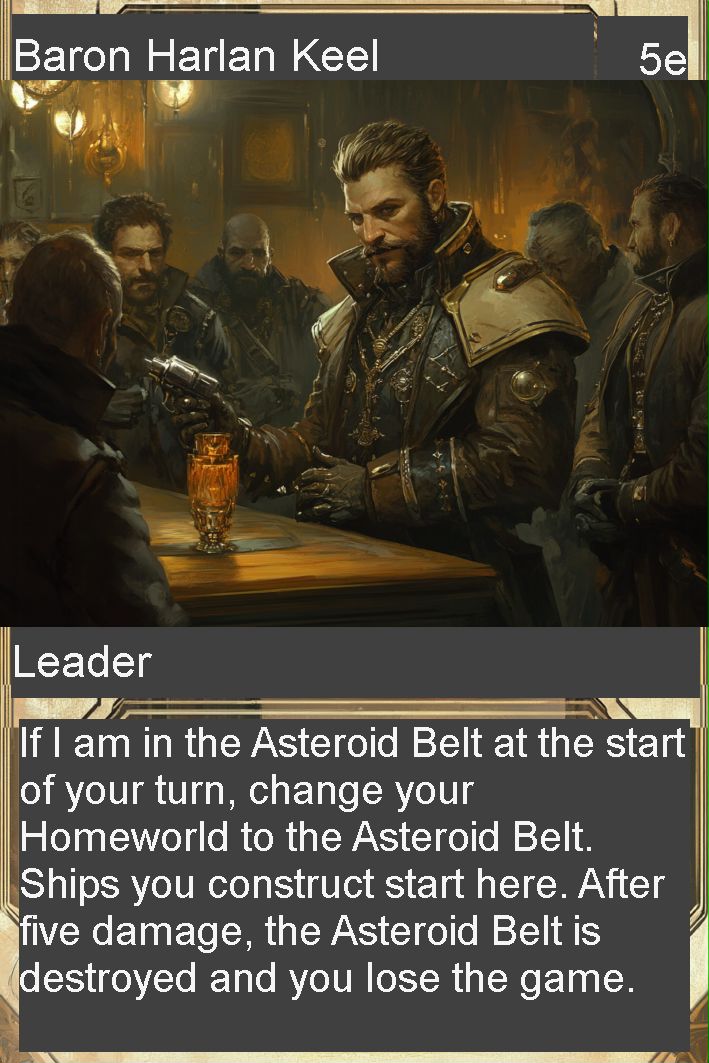 Baron Harlan Keel
5e
Leader
If I am in the Asteroid Belt at the start
of your turn, change your
Homeworld to the Asteroid Belt.
Ships you construct start here. After
five damage, the Asteroid Belt is
destroyed and you lose the game.